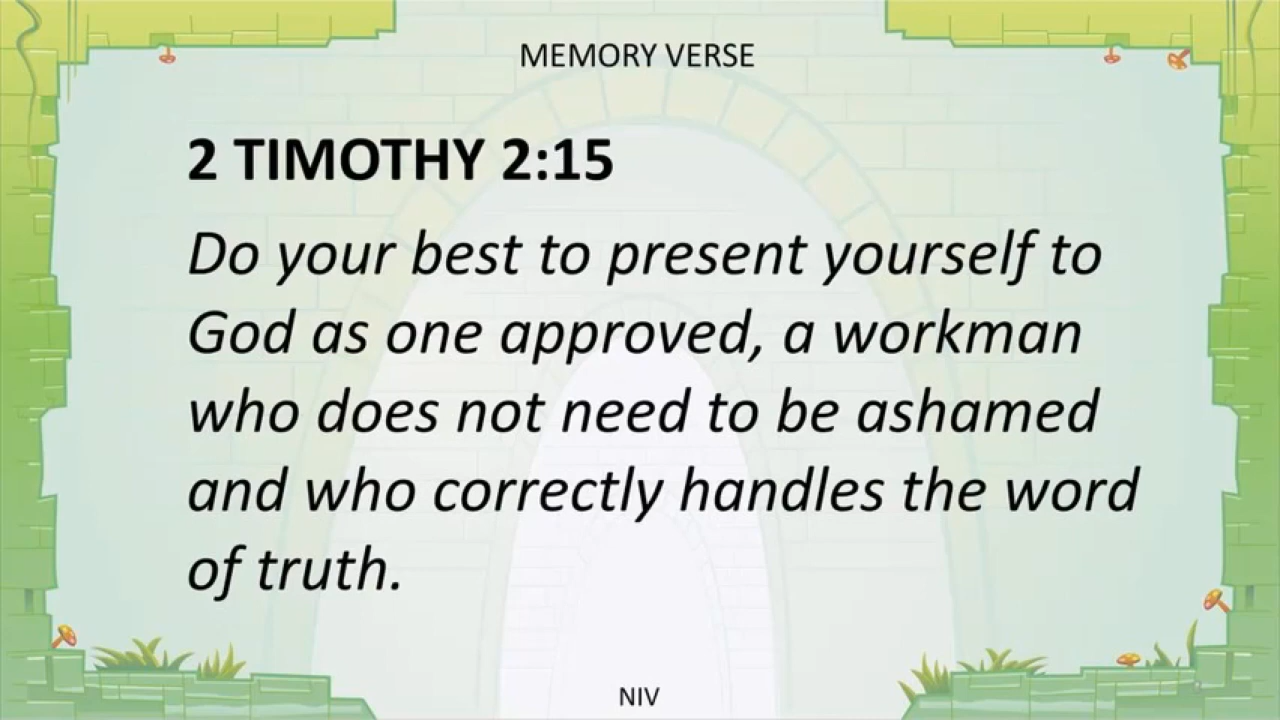 MEMORY VERSE
2 TIMOTHY 2:15
Do your best to present yourself to
God as one approved, a workman
who does not need to be ashamed
and who correctly handles the word
of truth.
NIV